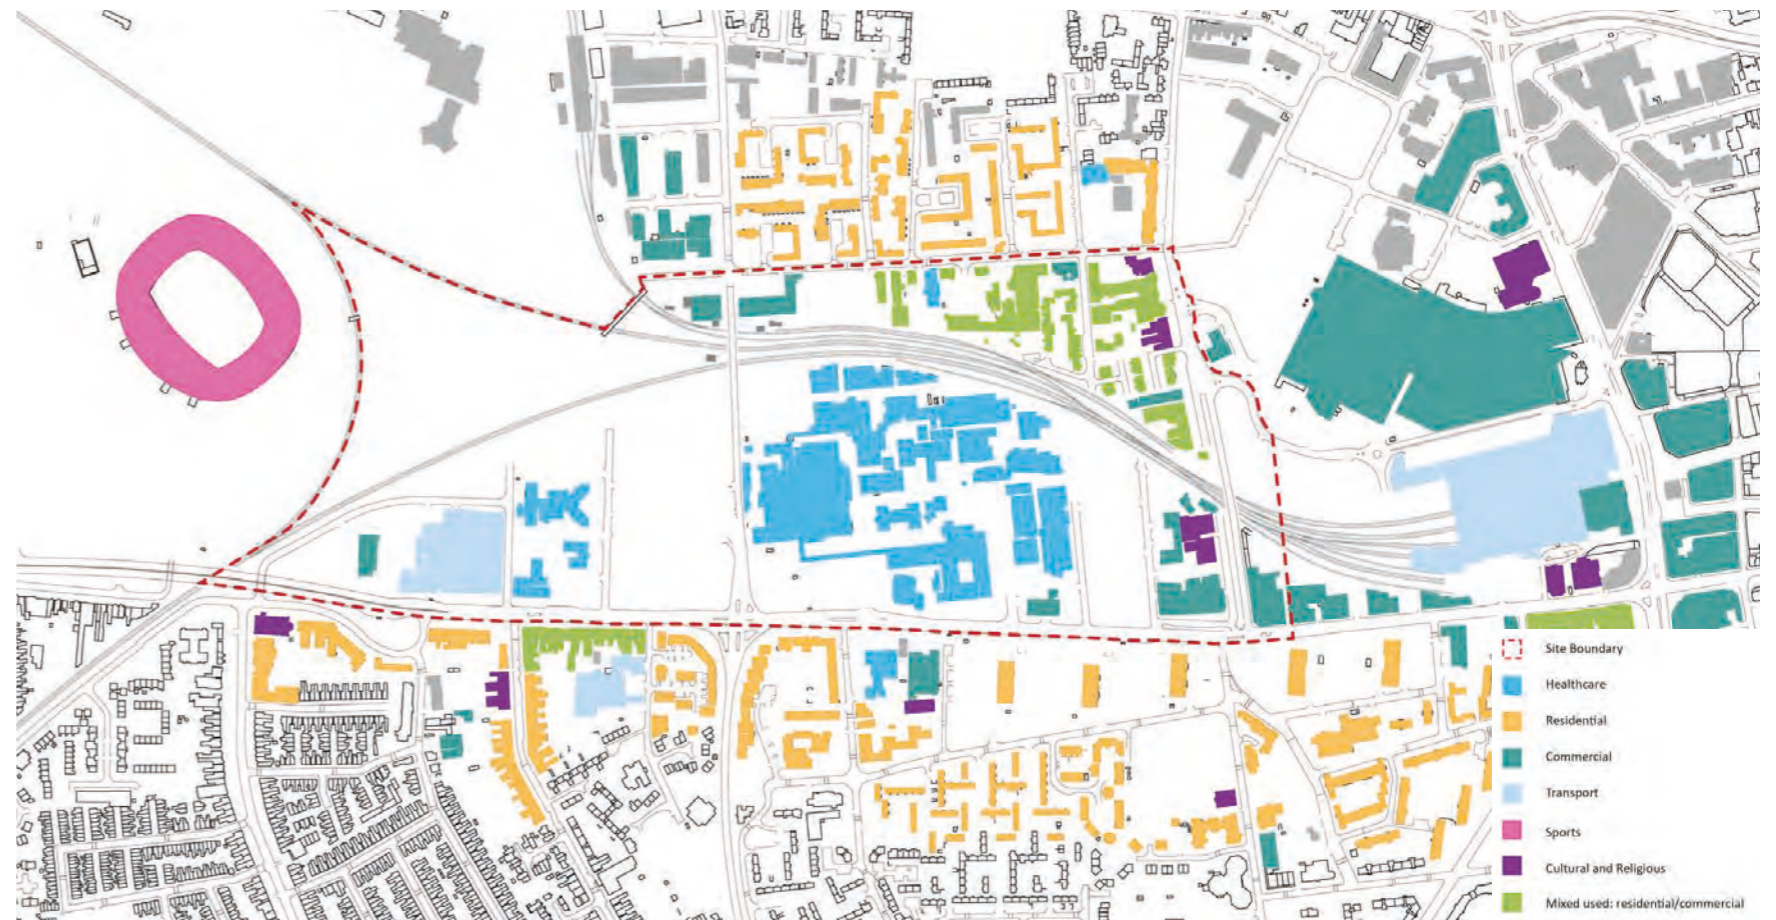 Site Boundary
Healthcare
Residential
Commercial
Transport
Sports
Cultural and Religious
Mixed used: residential/commercial